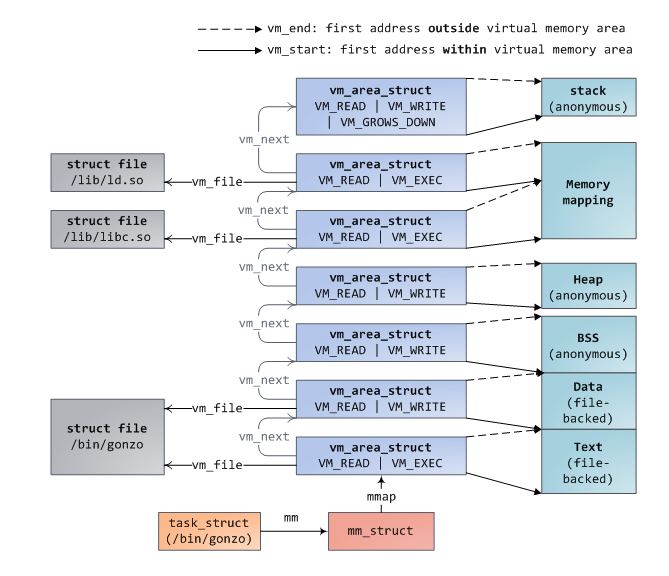 vm_end: first address outside virtual memory area
vm_start: first address within virtual memory area
vm_area_struct
VM_READ | VM_WRITE
| VM_GROWS_DOWN
stack
(anonymous)
vm_next
struct file
/lib/ld.so
vm_file
vm_area_struct
VM_READ | VM_EXEC
Memory
mapping
vm_next
struct file
/lib/libc.so
vm_file
vm_area_struct
VM_READ | VM_EXEC
vm_next
vm_area_struct
VM_READ | VM_WRITE
Heap
(anonymous)
vm_next
vm_area_struct
VM_READ | VM_WRITE
BSS
(anonymous)
vm_next
vm_area_struct
VM_READ | VM_WRITE
Data
(file-
backed)
vm_file
struct file
/bin/gonzo
vm_next
vm_area_struct
VM_READ | VM_EXEC
Text
(file-
backed)
vm_file
mmap
task_struct
(/bin/gonzo)
mm
mm_struct